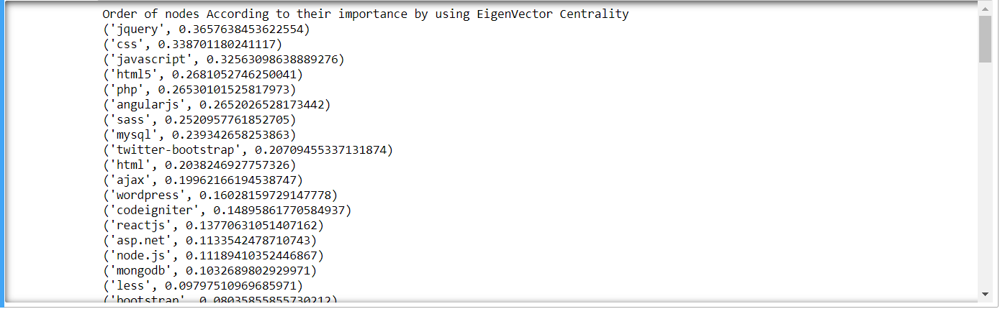 Order of nodes According to their importance by using EigenVector Centrality
('jquery', 0.3657638453622554)
('css', 0.338701180241117)
('javascript', 0.32563098638889276)
('html5', 0.2681052746250041)
('php', 0.26530101525817973)
('angularjs', 0.2652026528173442)
('sass', 0.2520957761852705)
('mysql', 0.239342658253863)
('twitter-bootstrap', 0.20709455337131874)
('html', 0.2038246927757326)
('ajax', 0.19962166194538747)
('wordpress', 0.16028159729147778)
('codeigniter', 0.14895861770584937)
('reactjs', 0.13770631051407162)
('asp.net', 0.1133542478710743)
('node.js', 0.11189410352446867)
('mongodb', 0.1032689802929971)
('less', 0.09797510969685971)
('bootstrap', 0.08035855855730212)